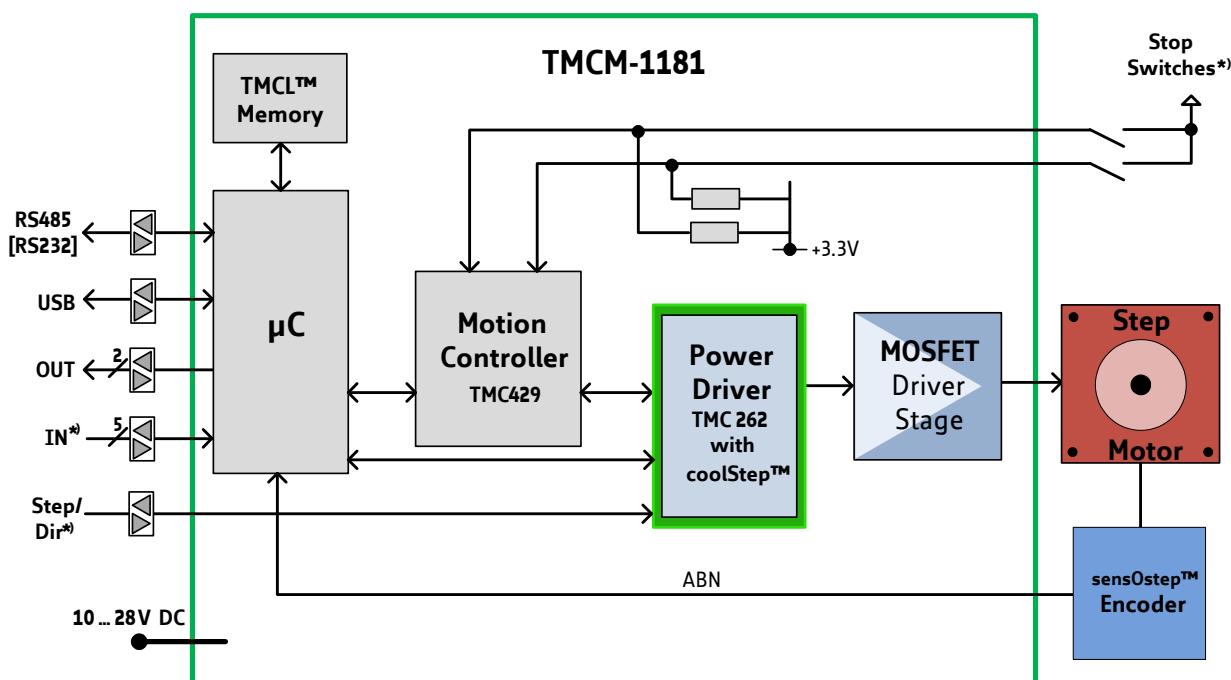 TMCM-1181
Stop
Switches*)
TMCL™
Memory
RS485
[RS232]
USB
2
OUT
5
IN*)
Step/
Dir*)
10 ... 28V DC
µC
Motion
Controller
TMC429
+3.3V
Power
Driver
TMC 262
with
coolStep™
MOSFET
Driver
Stage
Step
Motor
ABN
sensOstep™
Encoder